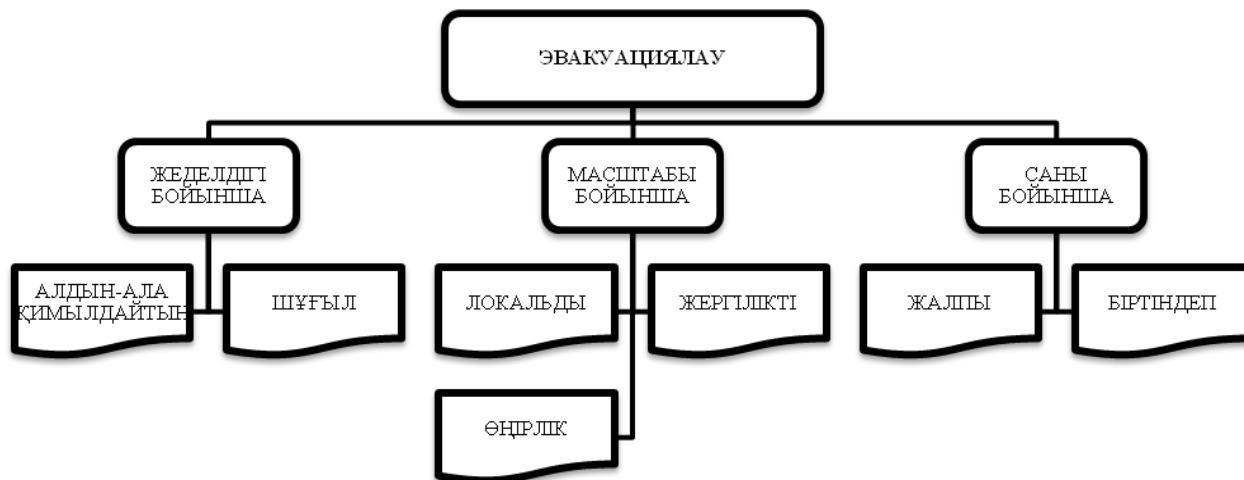 ЭВАКУАЦИЯЛАУ
ЖЕДЕЛДІГІ
БОЙЫНША
МАСШТАБЫ
БОЙЫНША
САНЫ
БОЙЫНША
АЛДЫН-АЛА
ҚИМЫЛДАЙТЫН
ШҰҒЫЛ
ЛОКАЛЬДЫ
ЖЕРГІЛІКТІ
ЖАЛПЫ
БІРТІНДЕП
ӨҢІРЛІК